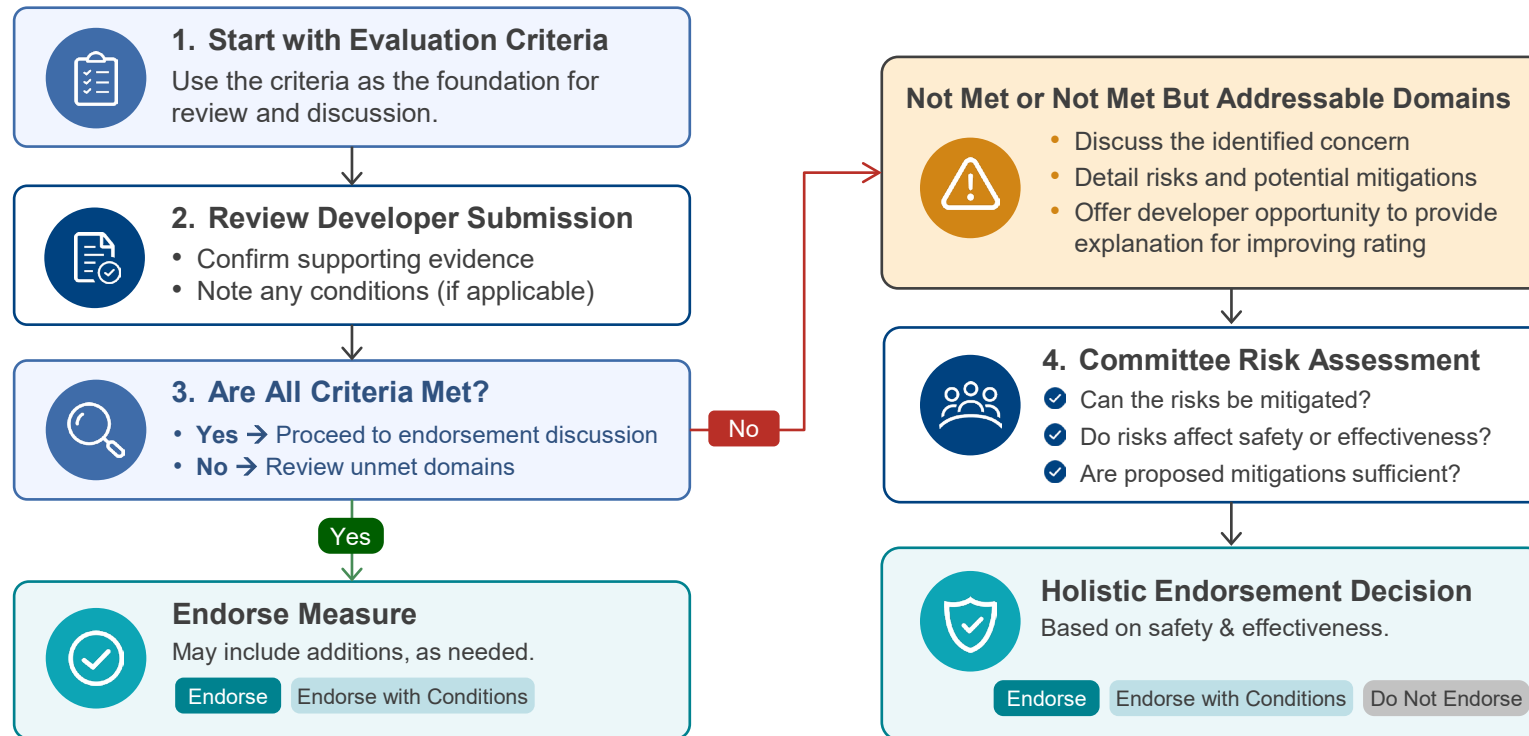 1. Start with Evaluation Criteria
Use the criteria as the foundation for
review and discussion.
2. Review Developer Submission
• Confirm supporting evidence
• Note any conditions (if applicable)
3. Are All Criteria Met?
• Yes → Proceed to endorsement discussion
• No → Review unmet domains
Yes
Endorse Measure
May include additions, as needed.
Endorse
Endorse with Conditions
No
Not Met or Not Met But Addressable Domains
• Discuss the identified concern
• Detail risks and potential mitigations
• Offer developer opportunity to provide
explanation for improving rating
4. Committee Risk Assessment
Can the risks be mitigated?
Do risks affect safety or effectiveness?
Are proposed mitigations sufficient?
Holistic Endorsement Decision
Based on safety & effectiveness.
Endorse
Endorse with Conditions
Do Not Endorse